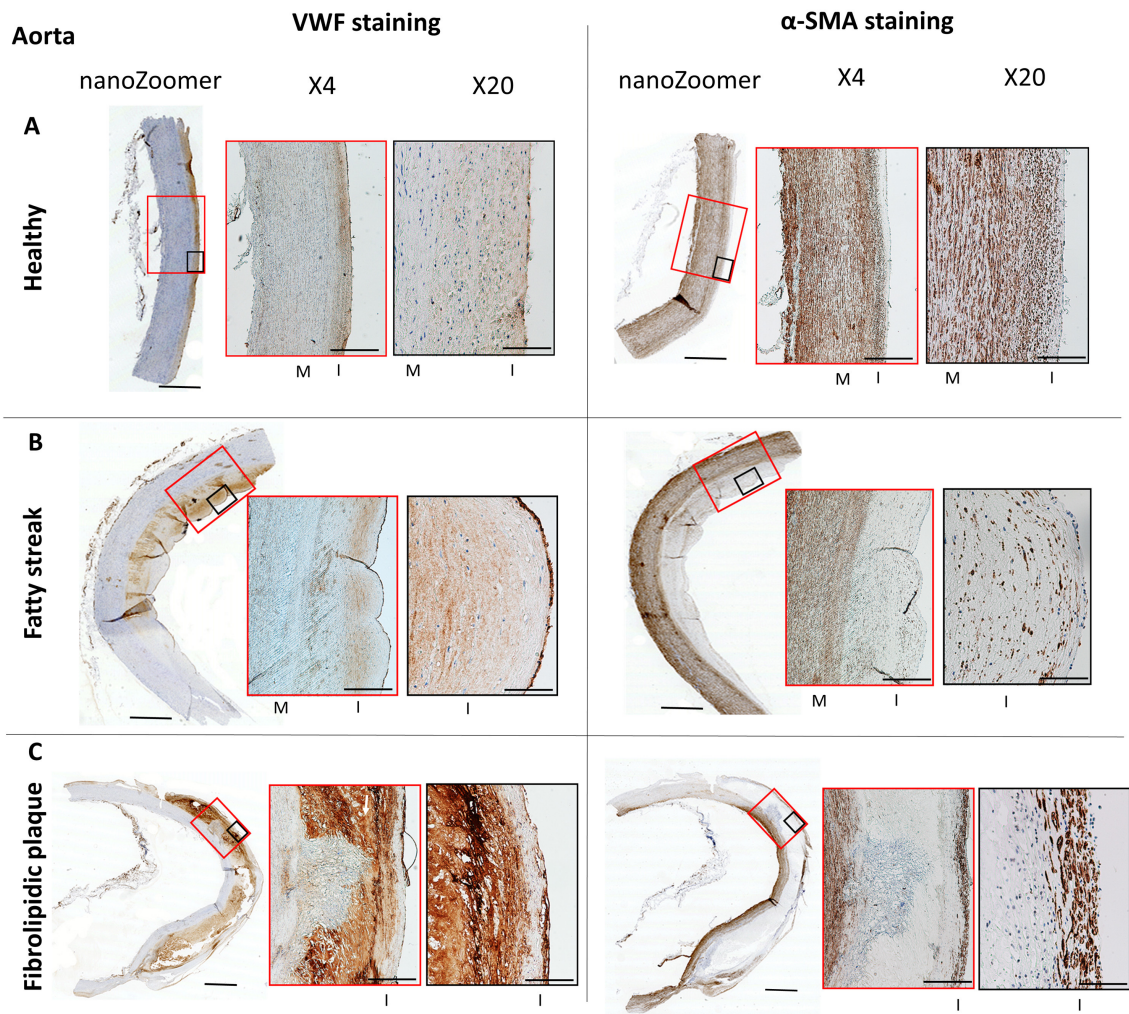 VWF staining
α-SMA staining
Aorta
nanoZoomer
X4
X20
nanoZoomer
X4
X20
A
Healthy
M
I
M
I
M
I
M
I
B
Fatty streak
M
I
I
M
I
I
C
Fibrolipidic plaque
I
I
I
I